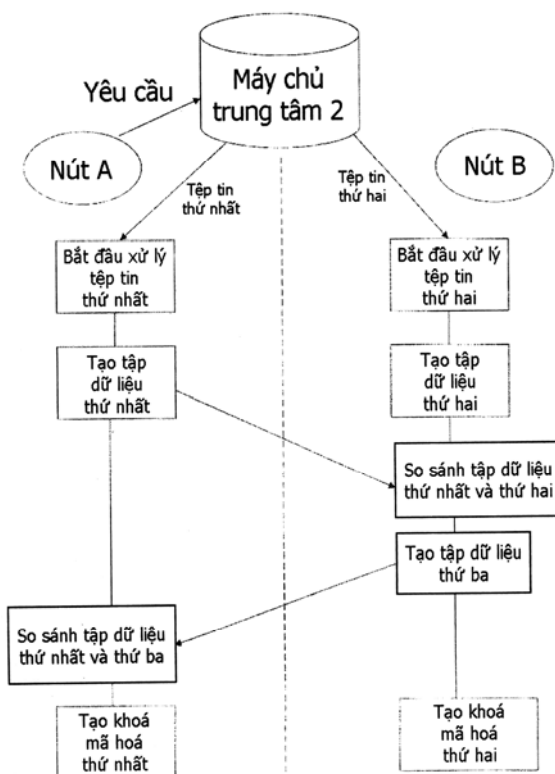 Máy chủ
trung tâm 2
Yêu cầu
Nút A
Nút B
Tệp tin
thứ nhất
Tệp tin
thứ hai
Bắt đầu xử lý
tệp tin
thứ nhất
Bắt đầu xử lý
tệp tin
thứ hai
Tạo tập
dữ liệu
thứ nhất
Tạo tập
dữ liệu
thứ hai
So sánh tập dữ liệu
thứ nhất và thứ hai
Tạo tập dữ liệu
thứ ba
So sánh tập dữ liệu
thứ nhất và thứ ba
Tạo khoá
mã hoá
thứ nhất
Tạo khoá
mã hoá
thứ hai